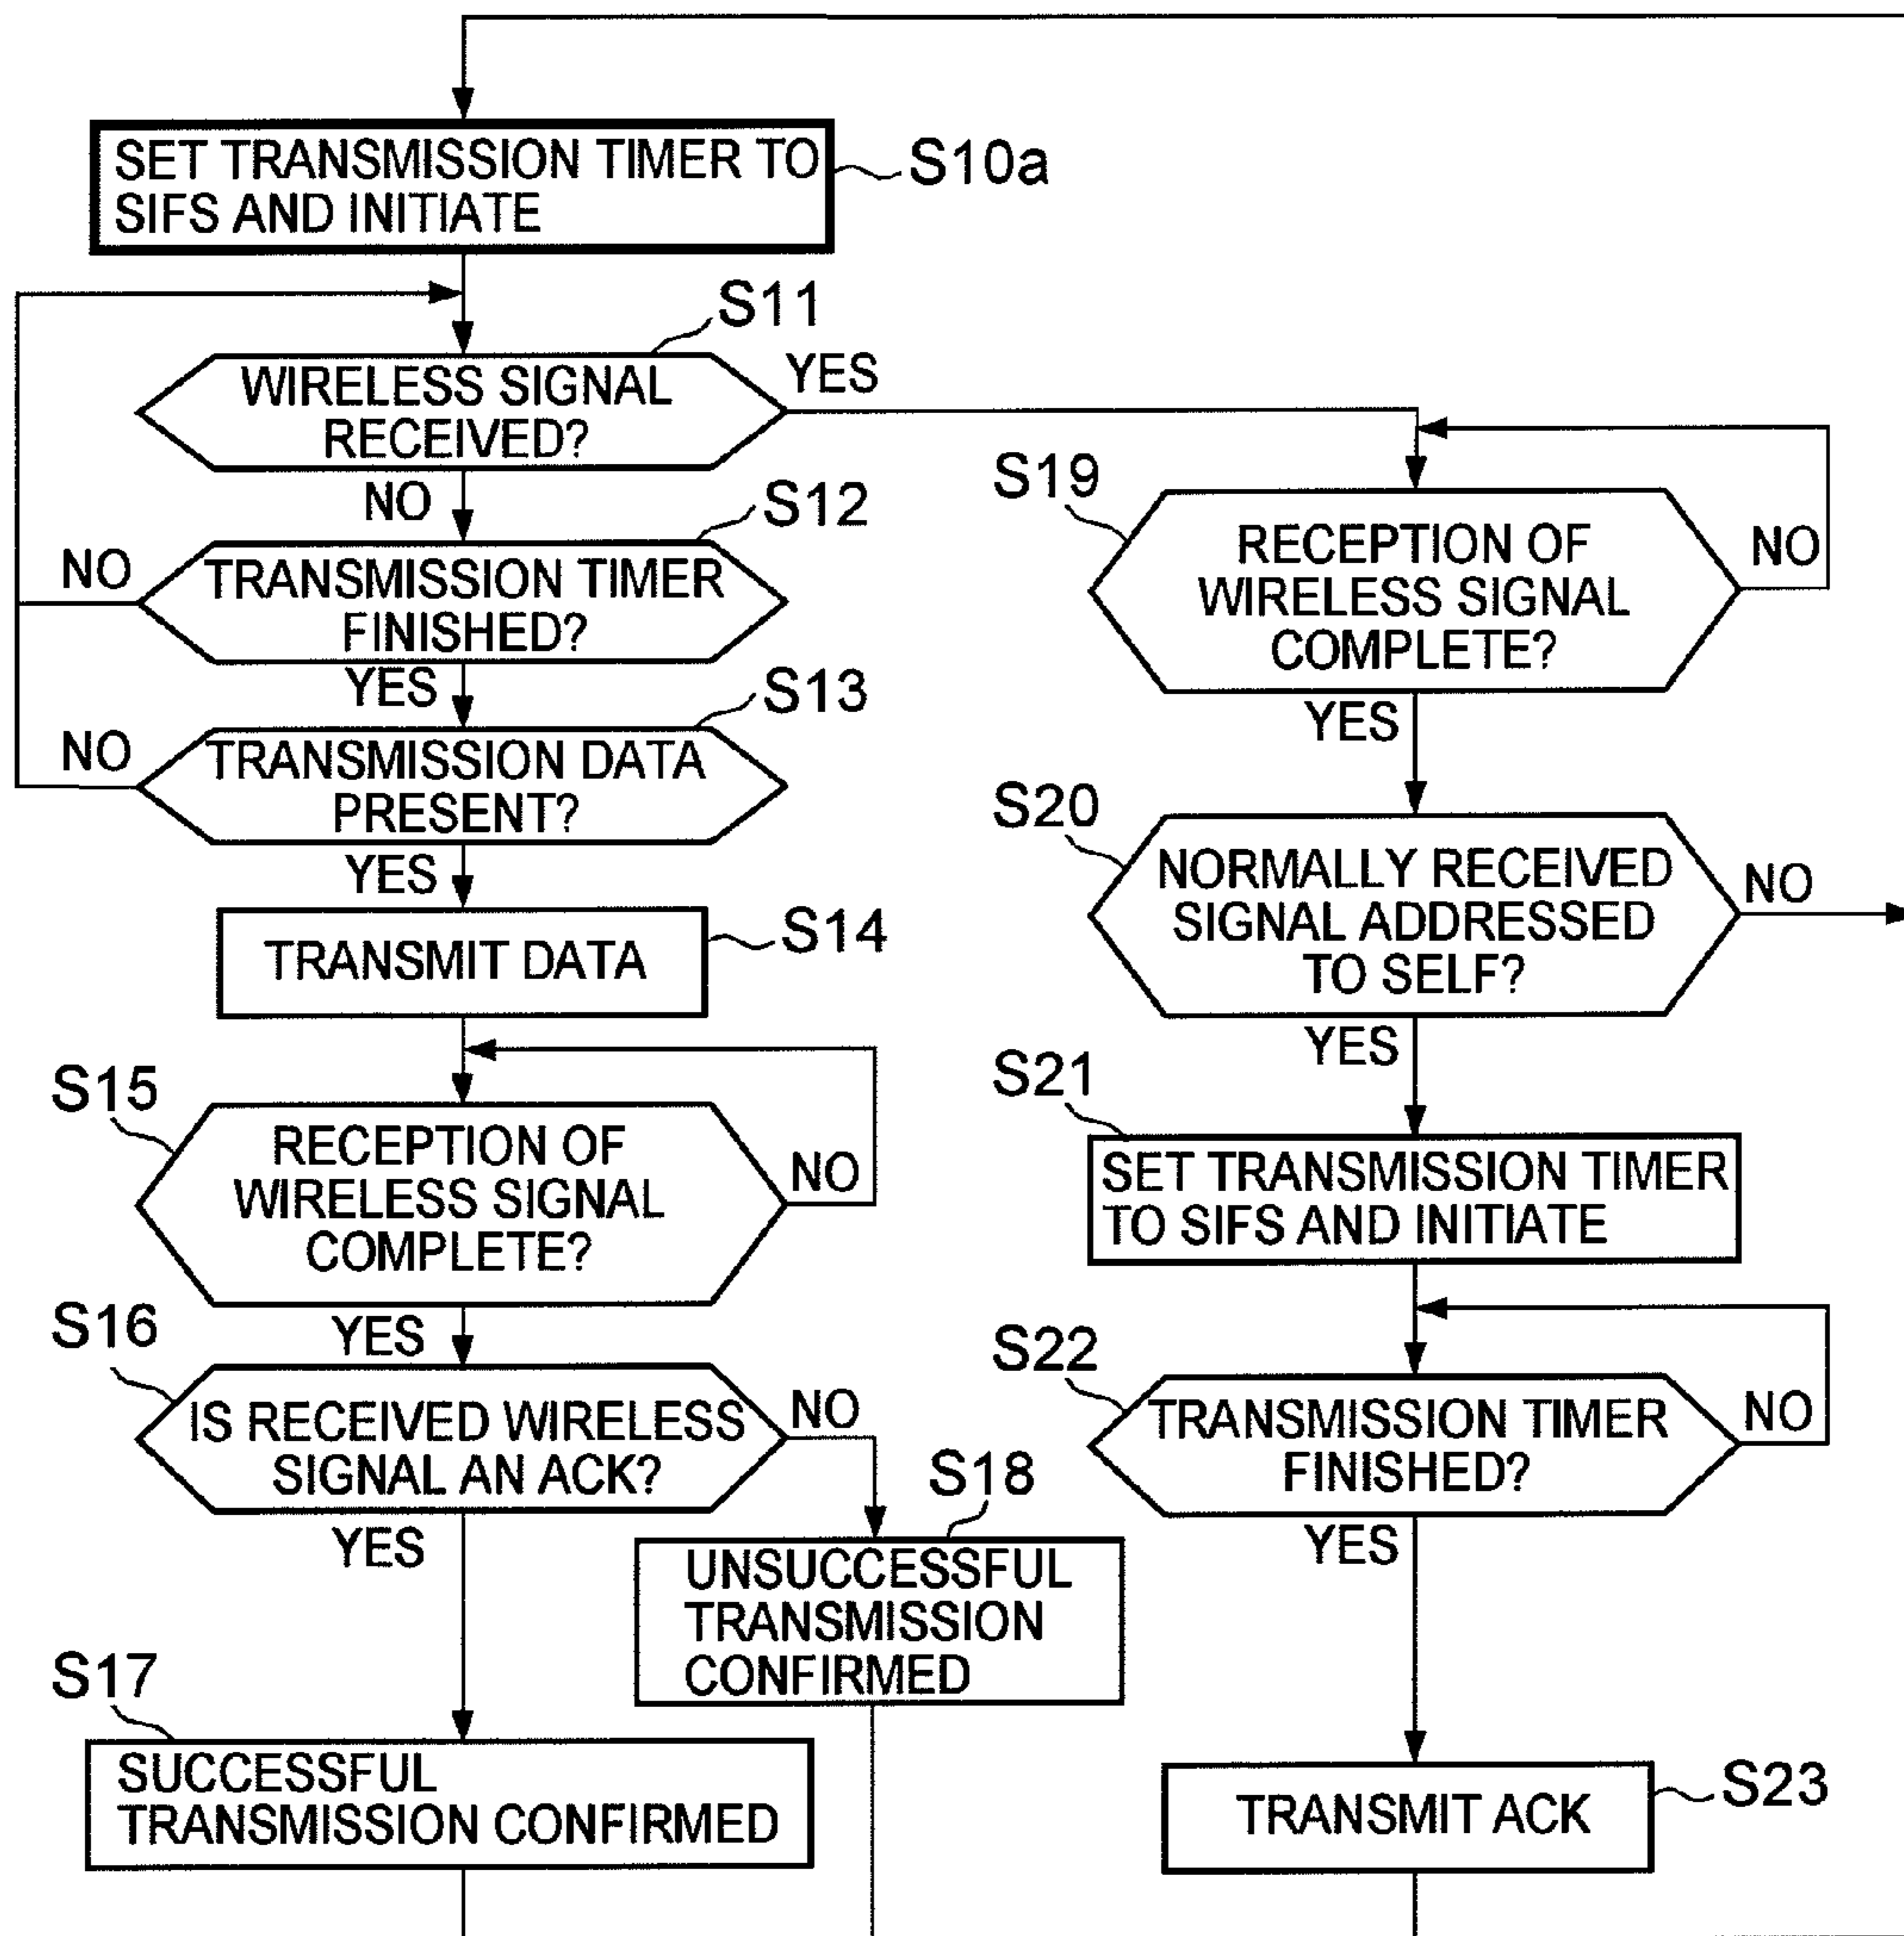 SET TRANSMISSION TIMER TO
SIFS AND INITIATE
S10a
S11
WIRELESS SIGNAL
RECEIVED?
YES
NO
S12
TRANSMISSION TIMER
FINISHED?
NO
YES
S13
TRANSMISSION DATA
PRESENT?
NO
YES
TRANSMIT DATA
S14
S15
RECEPTION OF
WIRELESS SIGNAL
COMPLETE?
NO
YES
S16
IS RECEIVED WIRELESS
SIGNAL AN ACK?
NO
YES
S18
UNSUCCESSFUL
TRANSMISSION
CONFIRMED
S17
SUCCESSFUL
TRANSMISSION CONFIRMED
S19
RECEPTION OF
WIRELESS SIGNAL
COMPLETE?
NO
YES
S20
NORMALLY RECEIVED
SIGNAL ADDRESSED
TO SELF?
NO
YES
S21
SET TRANSMISSION TIMER
TO SIFS AND INITIATE
S22
TRANSMISSION TIMER
FINISHED?
NO
YES
TRANSMIT ACK
S23